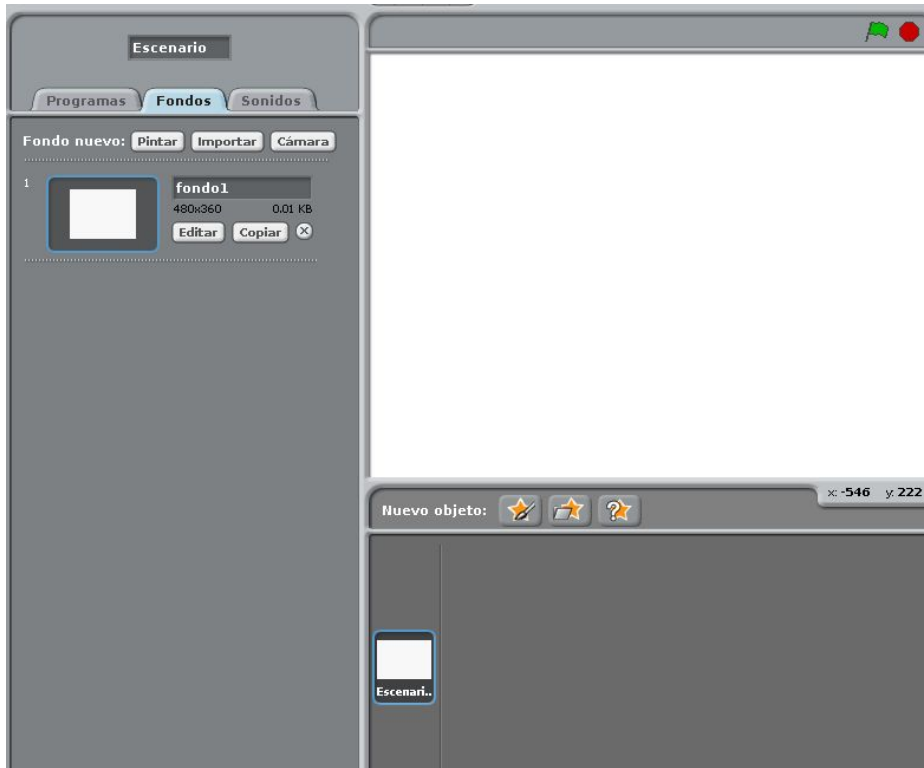 Escenario
Programas Fondos Sonidos
Fondo nuevo: Pintar Importar Cámara
1
fondo1
480x360 0.01 KB
Editar Copiar
x: -546 y: 222
Nuevo objeto:
Escenari..